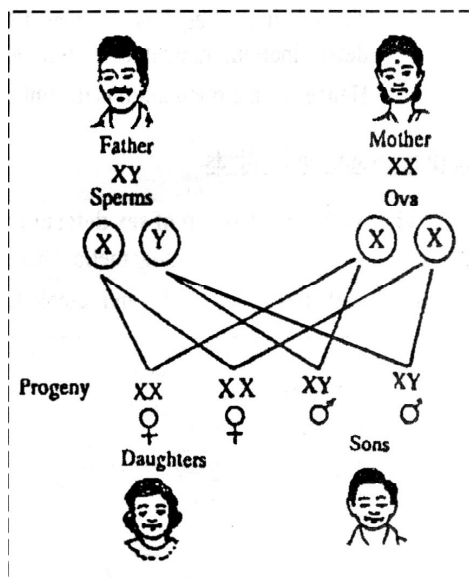 Father
Mother
XY
XX
Sperms
Ova
X Y X X
Progeny XX XX XY XY
♀ ♀ ♂ ♂
Daughters
Sons